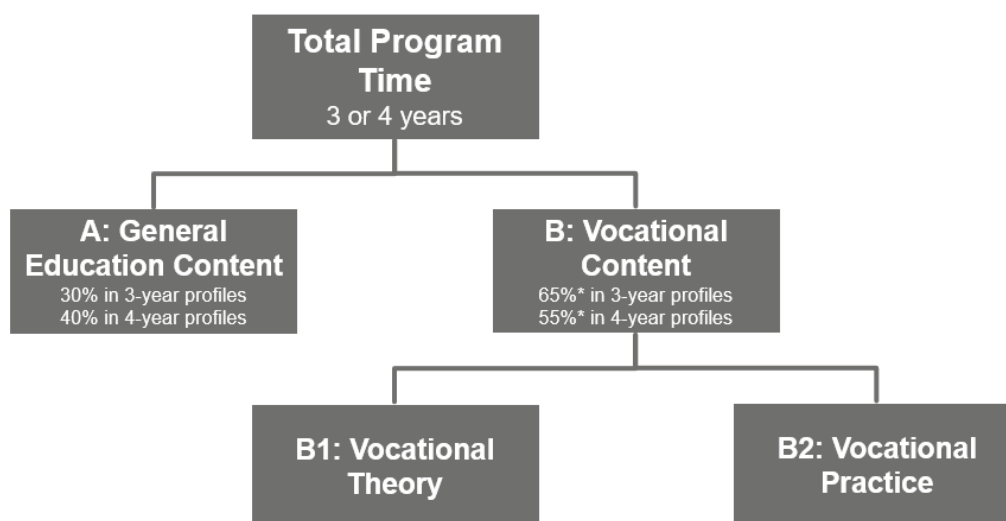 Total Program
Time
3 or 4 years
A: General
Education Content
30% in 3-year profiles
40% in 4-year profiles
B: Vocational
Content
65%* in 3-year profiles
55%* in 4-year profiles
B1: Vocational
Theory
B2: Vocational
Practice